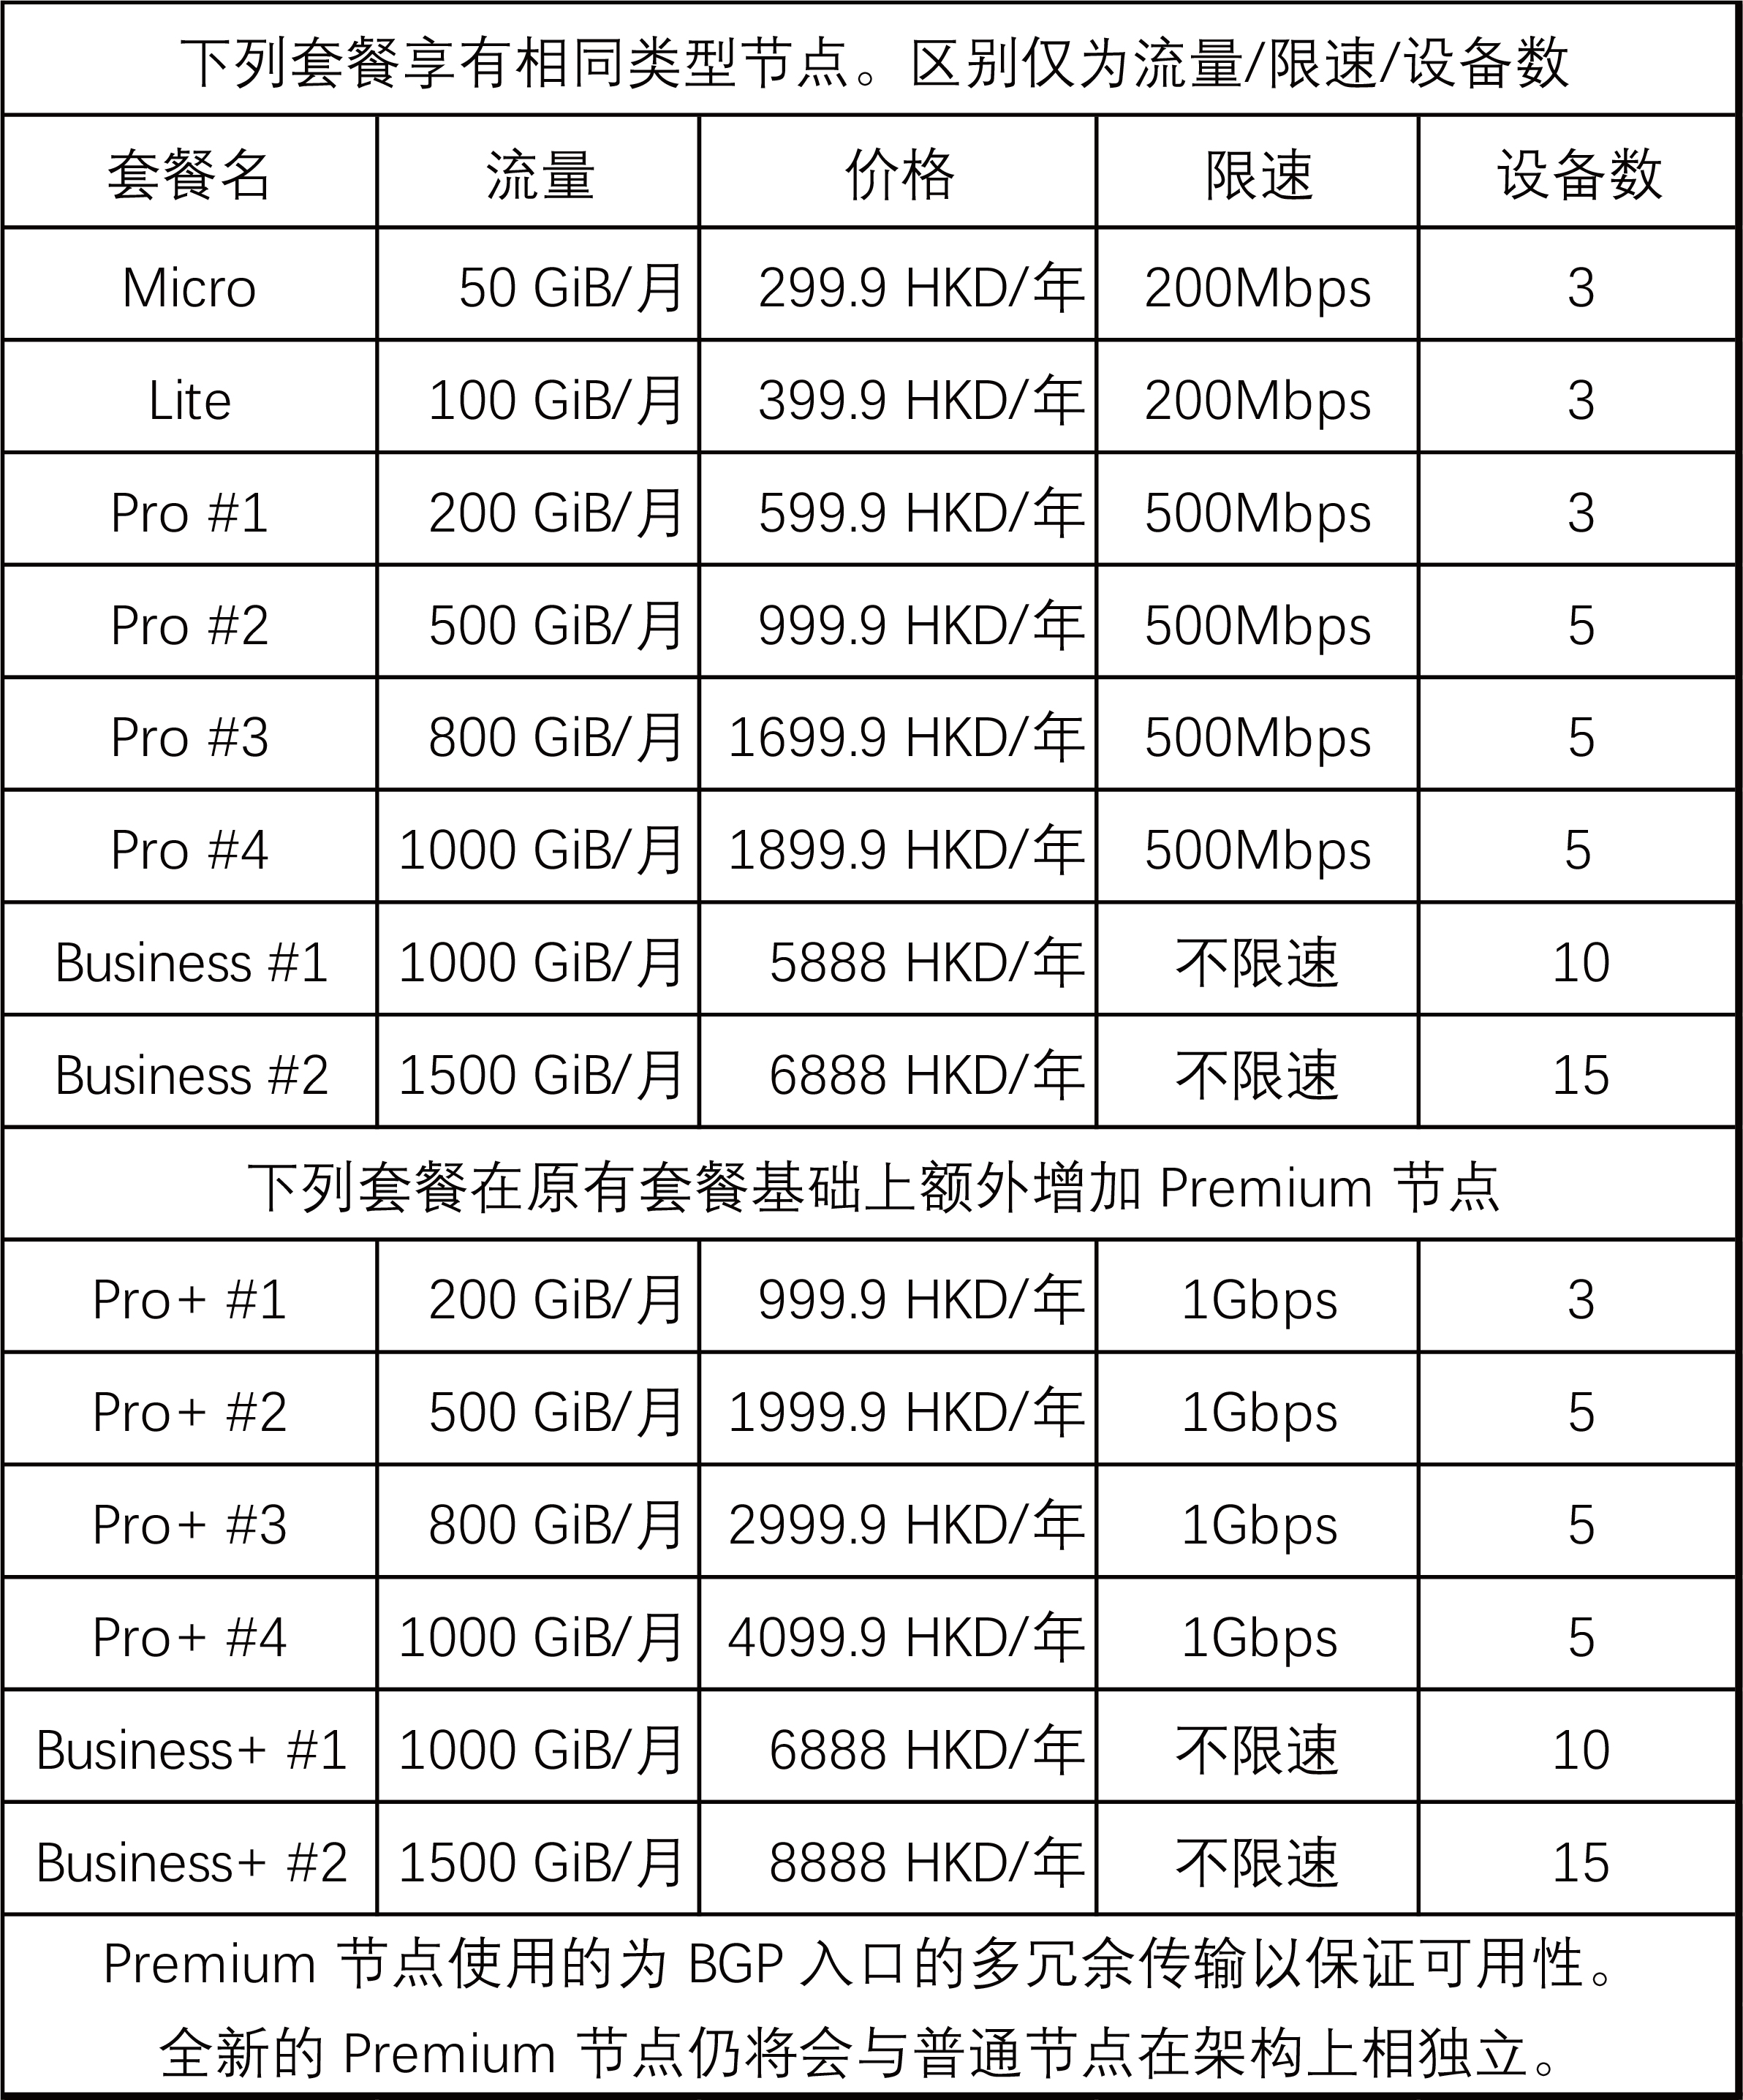 下列套餐享有相同类型节点。区别仅为流量/限速/设备数
套餐名 流量 价格 限速 设备数
Micro 50 GiB/月 299.9 HKD/年 200Mbps 3
Lite 100 GiB/月 399.9 HKD/年 200Mbps 3
Pro #1 200 GiB/月 599.9 HKD/年 500Mbps 3
Pro #2 500 GiB/月 999.9 HKD/年 500Mbps 5
Pro #3 800 GiB/月 1699.9 HKD/年 500Mbps 5
Pro #4 1000 GiB/月 1899.9 HKD/年 500Mbps 5
Business #1 1000 GiB/月 5888 HKD/年 不限速 10
Business #2 1500 GiB/月 6888 HKD/年 不限速 15
下列套餐在原有套餐基础上额外增加 Premium 节点
Pro+ #1 200 GiB/月 999.9 HKD/年 1Gbps 3
Pro+ #2 500 GiB/月 1999.9 HKD/年 1Gbps 5
Pro+ #3 800 GiB/月 2999.9 HKD/年 1Gbps 5
Pro+ #4 1000 GiB/月 4099.9 HKD/年 1Gbps 5
Business+ #1 1000 GiB/月 6888 HKD/年 不限速 10
Business+ #2 1500 GiB/月 8888 HKD/年 不限速 15
Premium 节点使用的为 BGP 入口的多冗余传输以保证可用性。
全新的 Premium 节点仍将会与普通节点在架构上相独立。